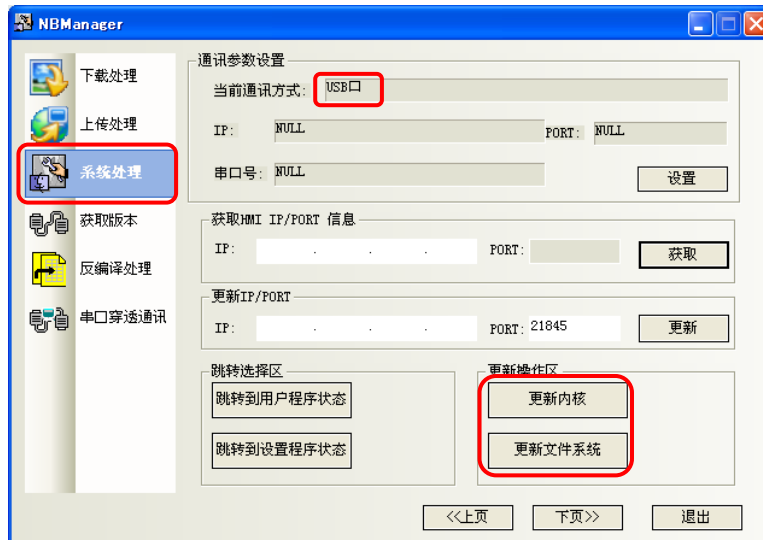 NBManager
下载处理
上传处理
系统处理
获取版本
反编译处理
串口穿透通讯
通讯参数设置
当前通讯方式: USB口
IP: NULL PORT: NULL
串口号: NULL 设置
获取HMI IP/PORT 信息
IP: . . . PORT: 获取
更新IP/PORT
IP: . . . PORT: 21845 更新
跳转选择区
跳转到用户程序状态
跳转到设置程序状态
更新操作区
更新内核
更新文件系统
<<上页 下页>> 退出